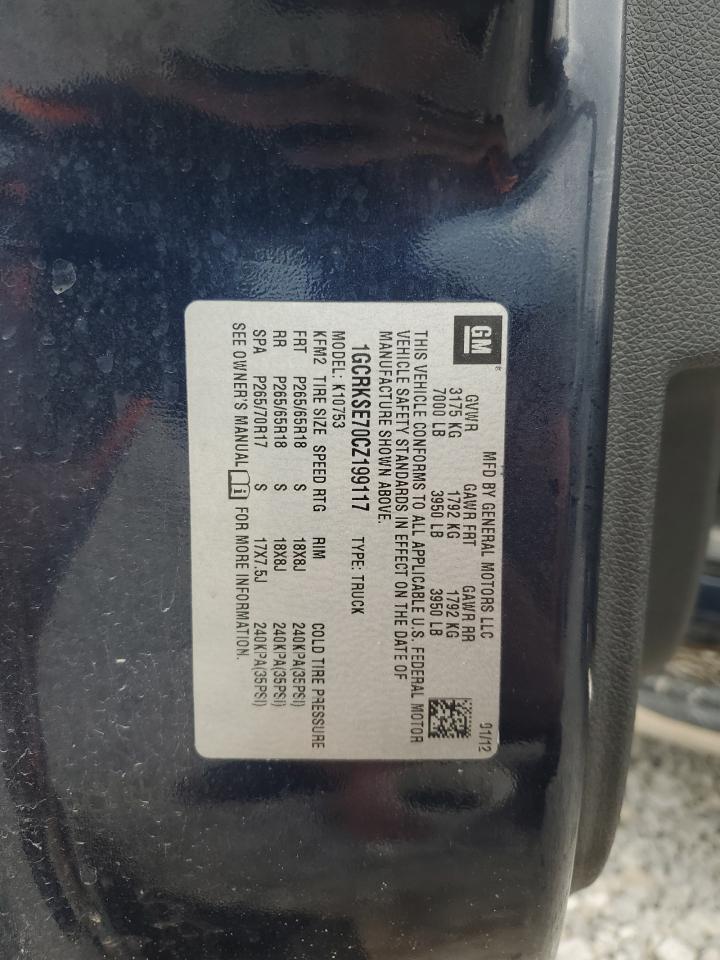 GM
MFD BY GENERAL MOTORS LLC 01/12
GVWR GAWR FRT GAWR RR
3175 KG 1792 KG 1792 KG
7000 LB 3950 LB 3950 LB
THIS VEHICLE CONFORMS TO ALL APPLICABLE U.S. FEDERAL MOTOR
VEHICLE SAFETY STANDARDS IN EFFECT ON THE DATE OF
MANUFACTURE SHOWN ABOVE.
1GCRKSE70CZ199117 TYPE: TRUCK
MODEL: K10753
KFM2 TIRE SIZE SPEED RTG RIM COLD TIRE PRESSURE
FRT P265/65R18 S 18X8J 240KPA(35PSI)
RR P265/65R18 S 18X8J 240KPA(35PSI)
SPA P265/70R17 S 17X7.5J 240KPA(35PSI)
SEE OWNER'S MANUAL FOR MORE INFORMATION.